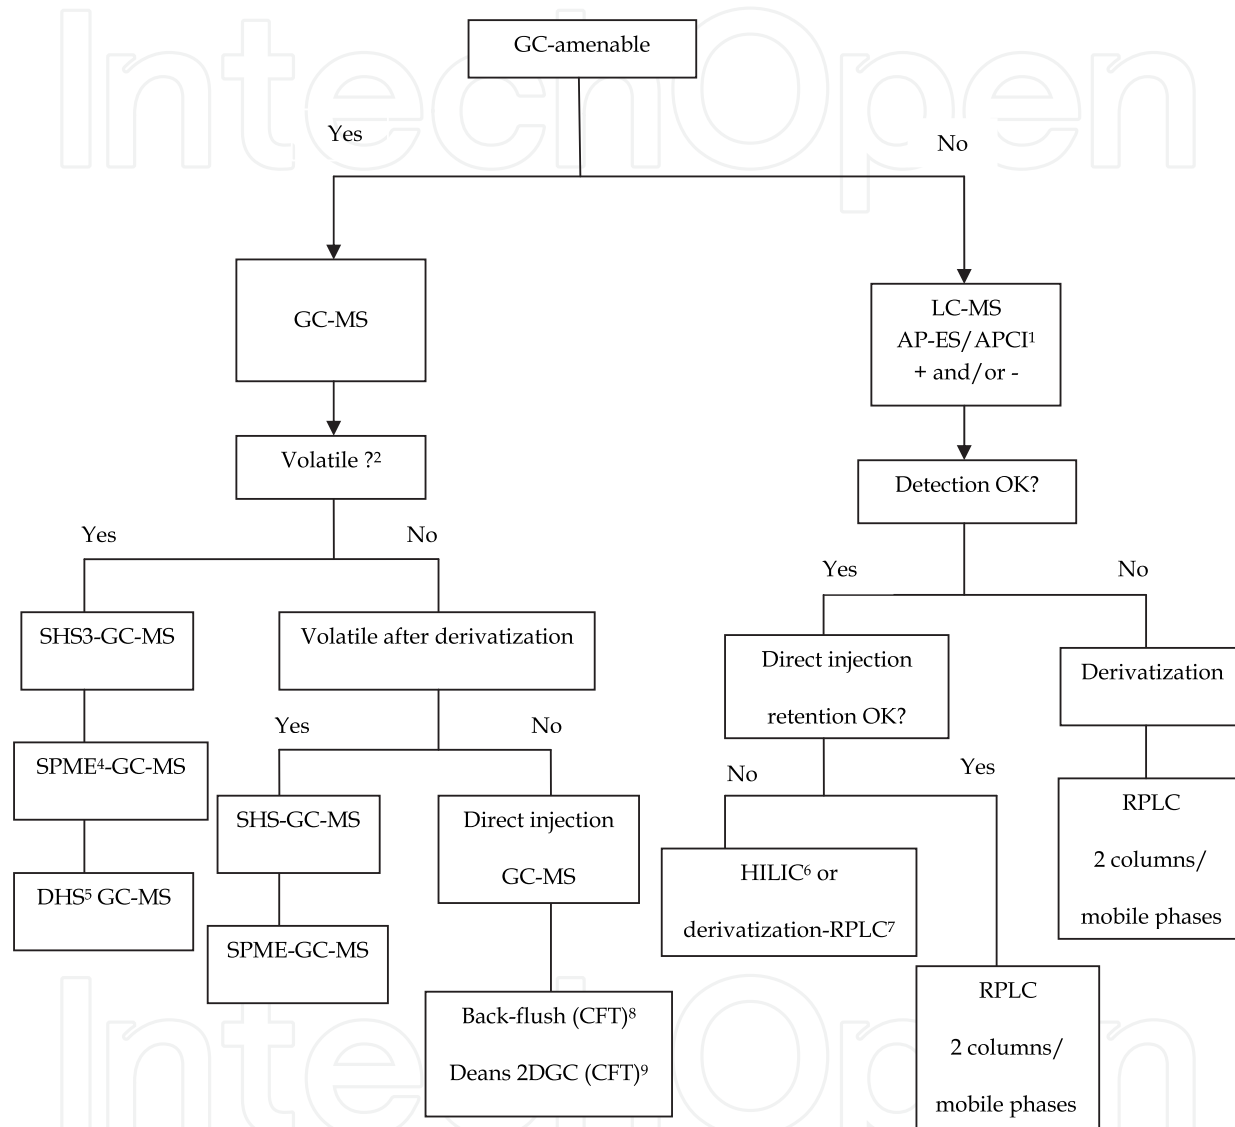 IntechOpen
GC-amenable
Yes
No
GC-MS
LC-MS
AP-ES/APCI¹
+ and/or -
Volatile ?²
Detection OK?
Yes
No
Yes
No
SHS3-GC-MS
Volatile after derivatization
Direct injection
retention OK?
Derivatization
Yes
No
No
Yes
SPME⁴-GC-MS
SHS-GC-MS
Direct injection
GC-MS
RPLC
2 columns/
mobile phases
DHS⁵ GC-MS
HILIC⁶ or
derivatization-RPLC⁷
SPME-GC-MS
Back-flush (CFT)⁸
Deans 2DGC (CFT)⁹
RPLC
2 columns/
mobile phases
IntechOpen